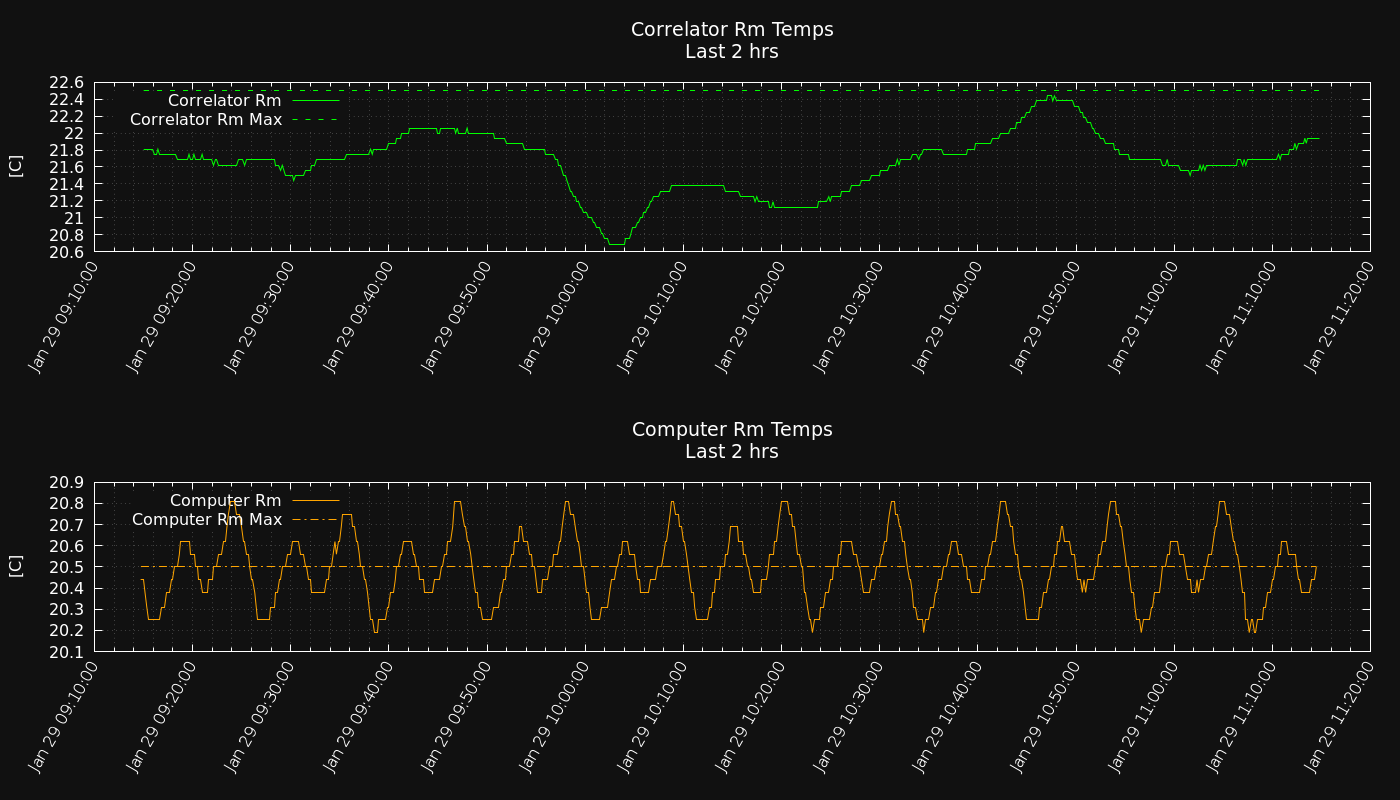 Correlator Rm Temps
Last 2 hrs
22.6
22.4
22.2
22
21.8
21.6
21.4
21.2
21
20.8
20.6
[C]
Correlator Rm
Correlator Rm Max
Jan 29 09:10:00
Jan 29 09:20:00
Jan 29 09:30:00
Jan 29 09:40:00
Jan 29 09:50:00
Jan 29 10:00:00
Jan 29 10:10:00
Jan 29 10:20:00
Jan 29 10:30:00
Jan 29 10:40:00
Jan 29 10:50:00
Jan 29 11:00:00
Jan 29 11:10:00
Jan 29 11:20:00
Computer Rm Temps
Last 2 hrs
20.9
20.8
20.7
20.6
20.5
20.4
20.3
20.2
20.1
[C]
Computer Rm
Computer Rm Max
Jan 29 09:10:00
Jan 29 09:20:00
Jan 29 09:30:00
Jan 29 09:40:00
Jan 29 09:50:00
Jan 29 10:00:00
Jan 29 10:10:00
Jan 29 10:20:00
Jan 29 10:30:00
Jan 29 10:40:00
Jan 29 10:50:00
Jan 29 11:00:00
Jan 29 11:10:00
Jan 29 11:20:00